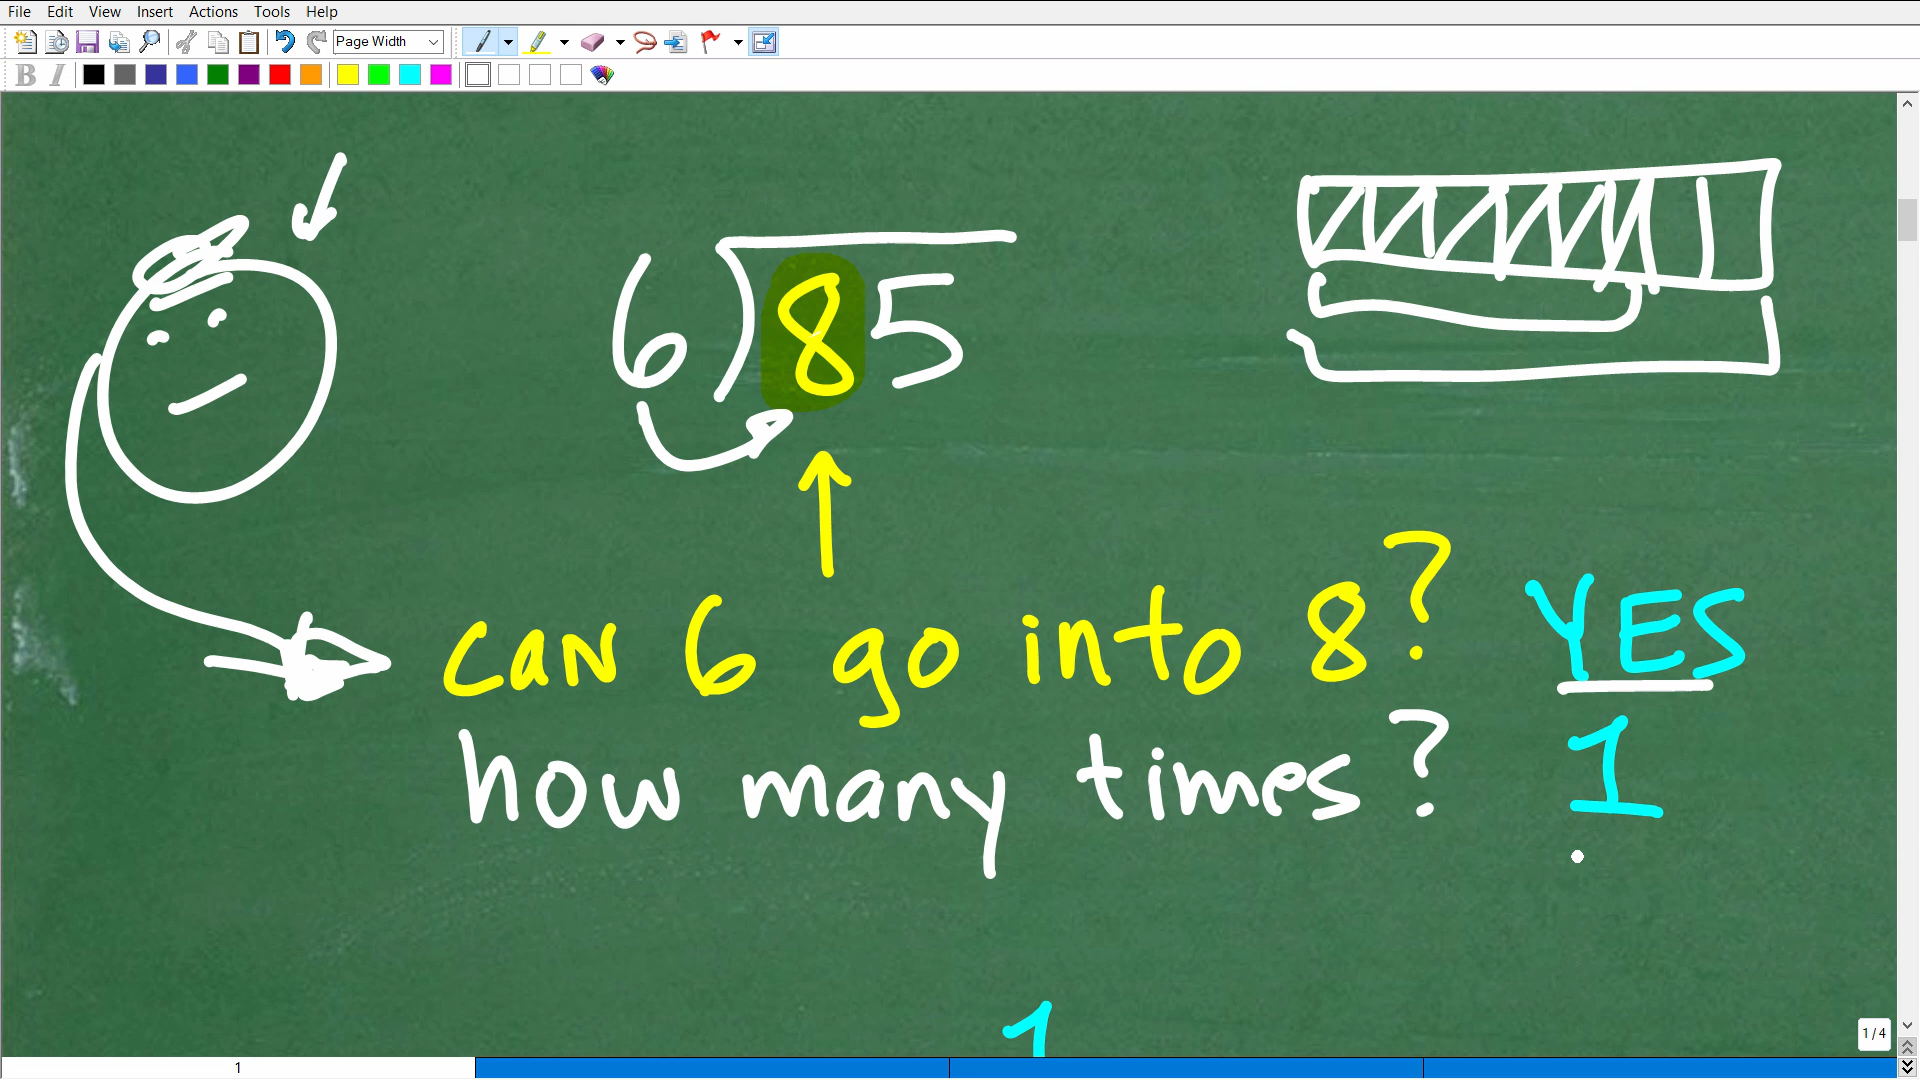 File Edit View Insert Actions Tools Help
Page Width
B I
6)85
can 6 go into 8? YES
how many times? 1
1
1/4
1